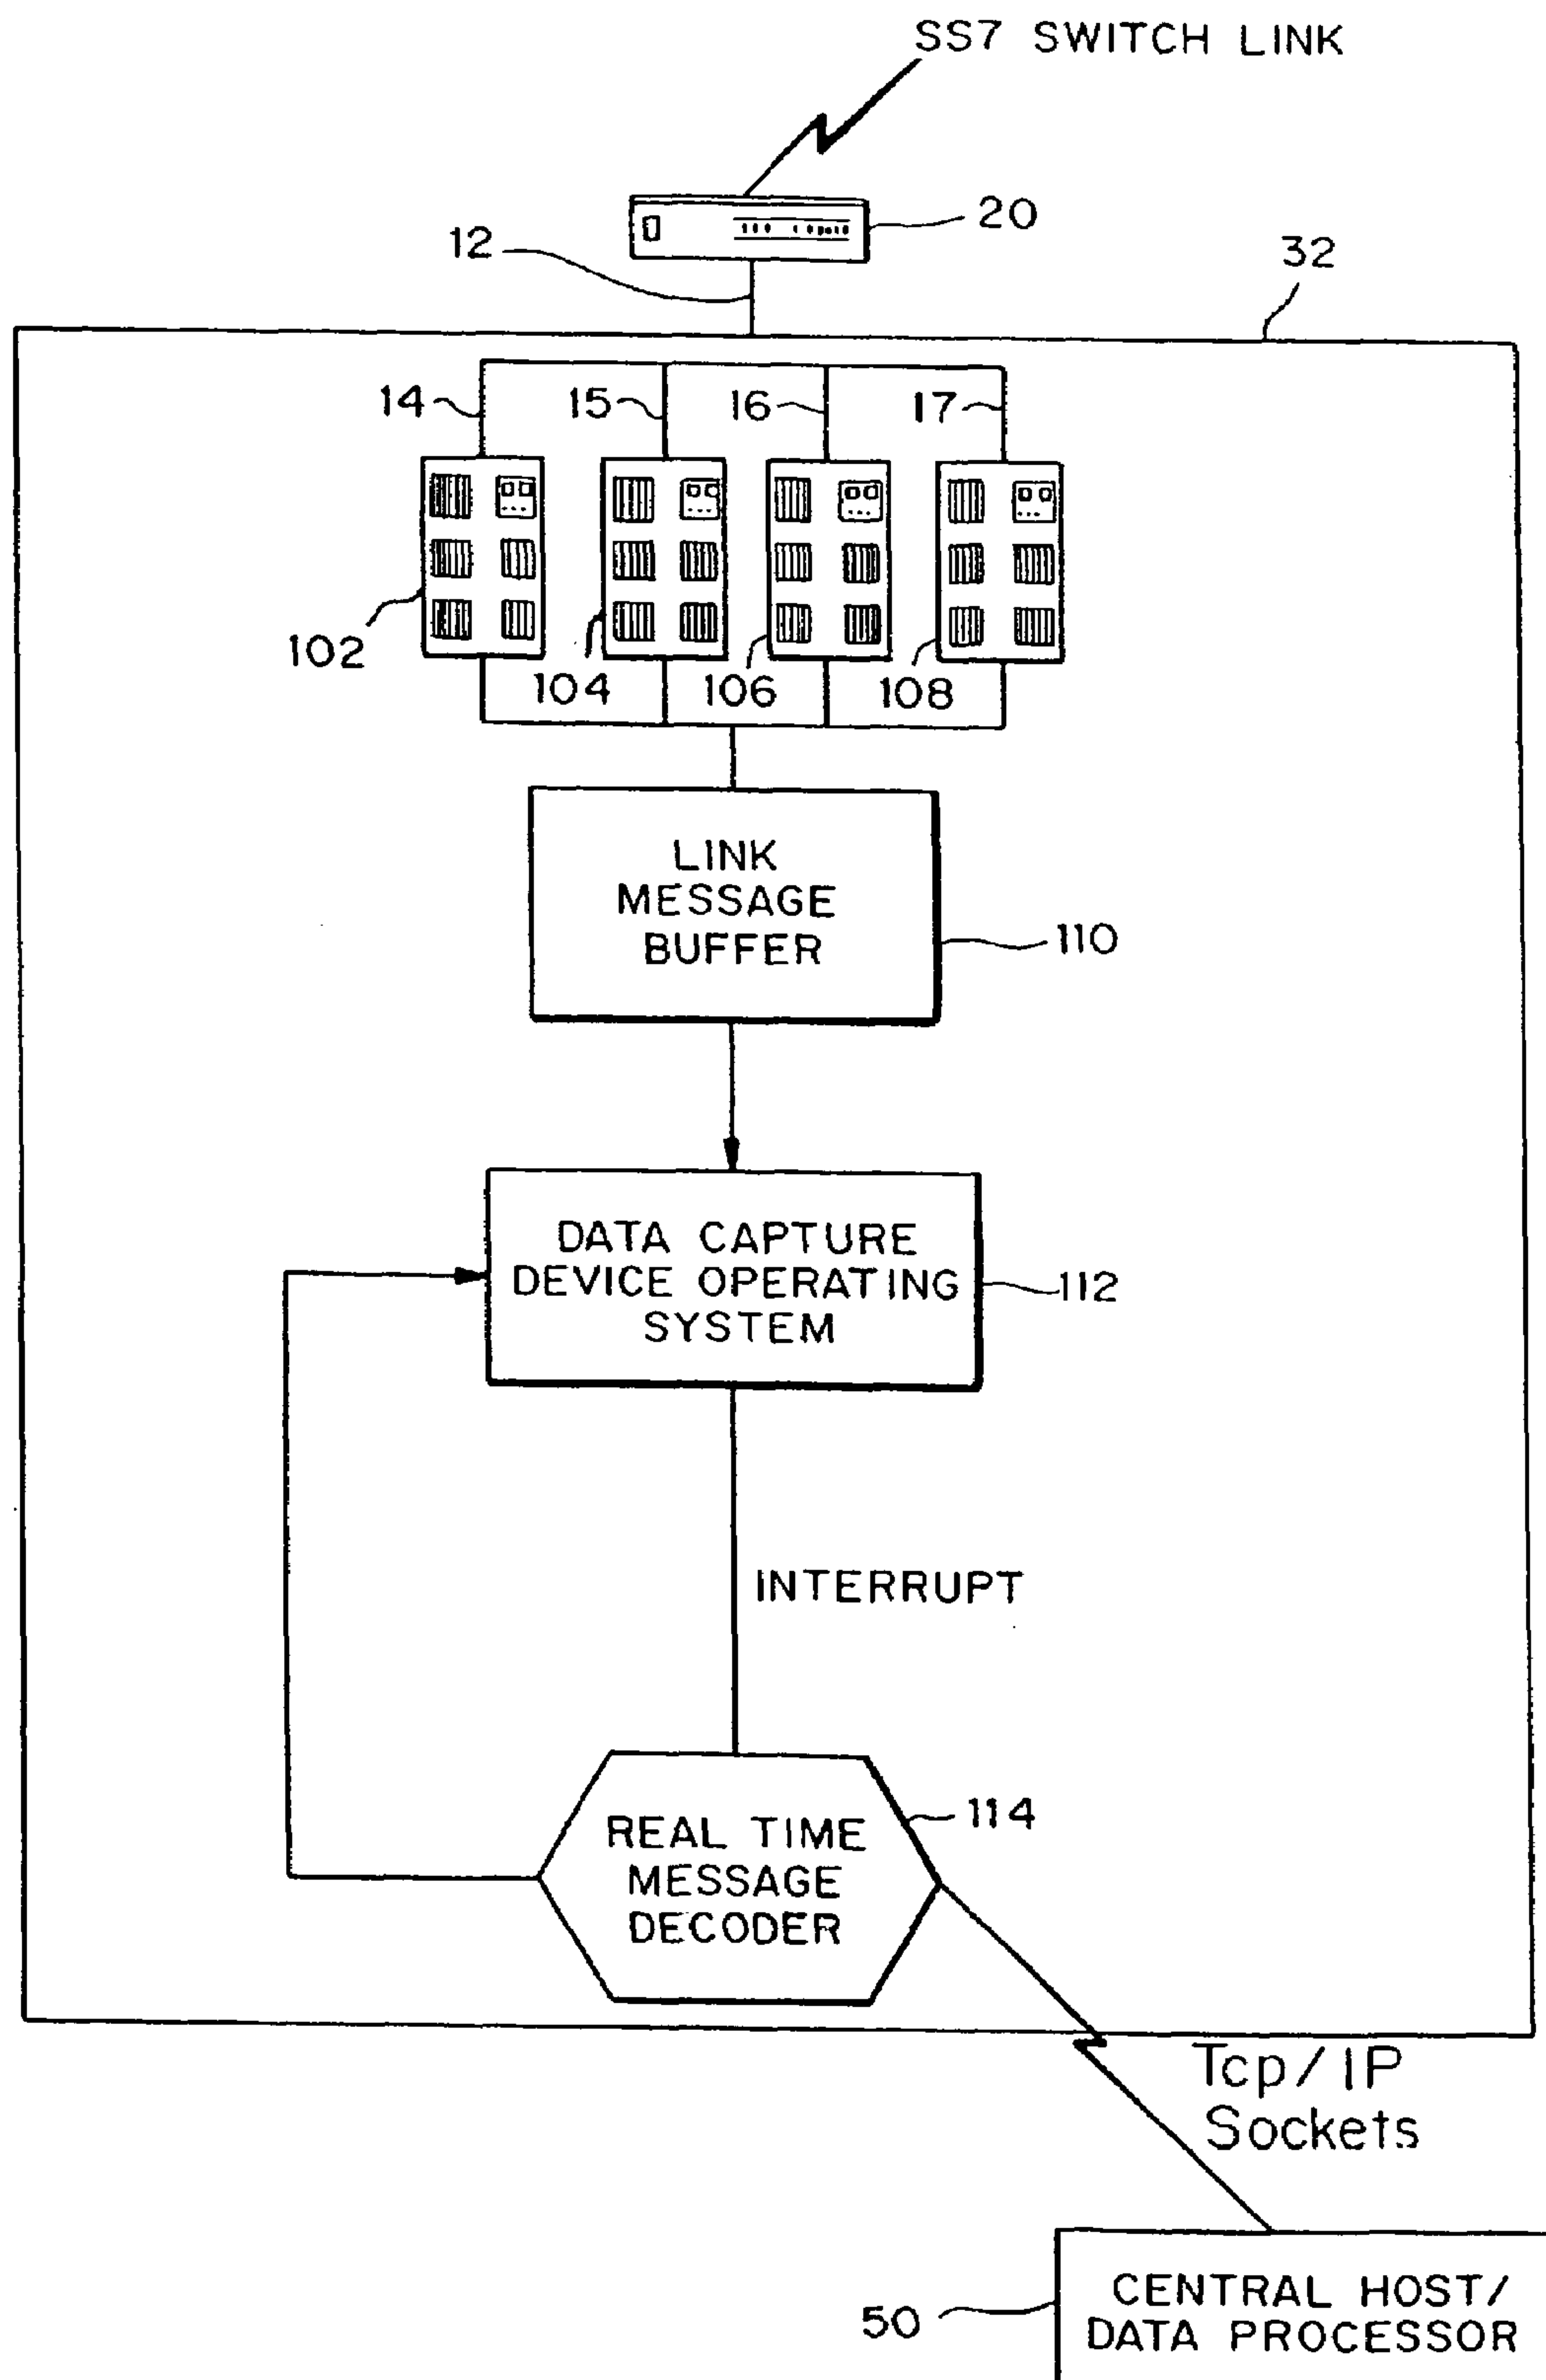 SS7 SWITCH LINK
20
12
32
14
15
16
17
102
104
106
108
LINK
MESSAGE
BUFFER
110
DATA CAPTURE
DEVICE OPERATING
SYSTEM
112
INTERRUPT
REAL TIME
MESSAGE
DECODER
114
Tcp/IP
Sockets
CENTRAL HOST/
DATA PROCESSOR
50